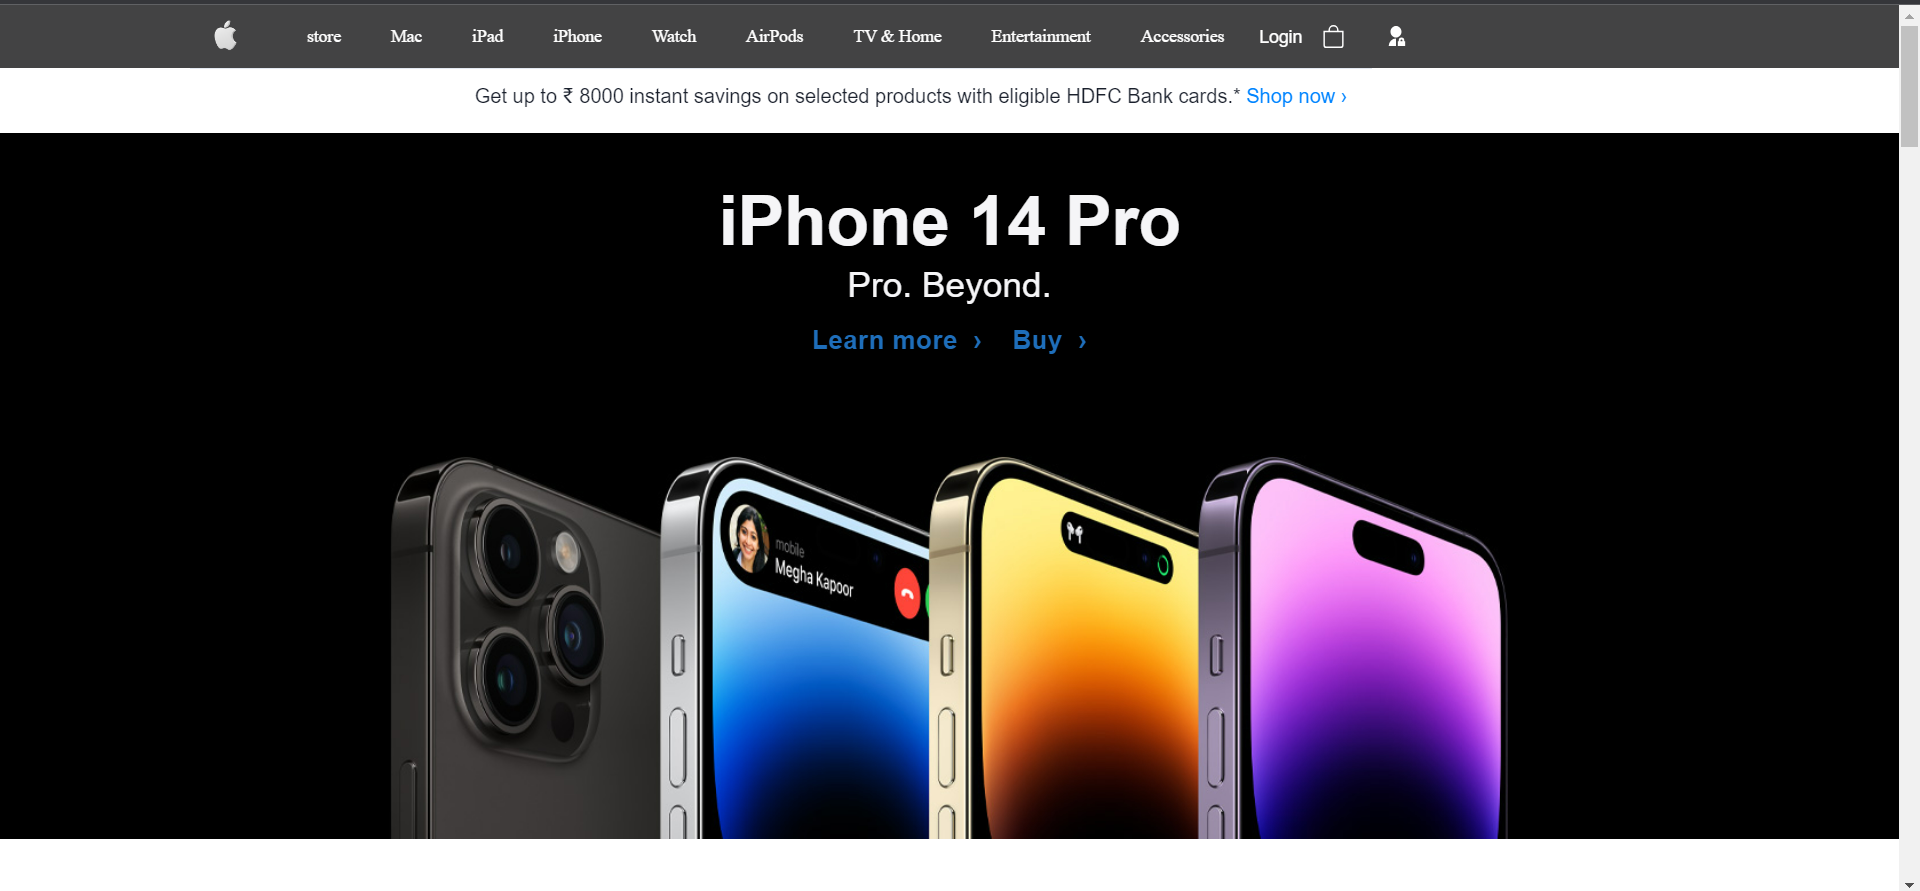 store Mac iPad iPhone Watch AirPods TV & Home Entertainment Accessories Login
Get up to ₹ 8000 instant savings on selected products with eligible HDFC Bank cards.* Shop now ›
iPhone 14 Pro
Pro. Beyond.
Learn more › Buy ›
mobile
Megha Kapoor